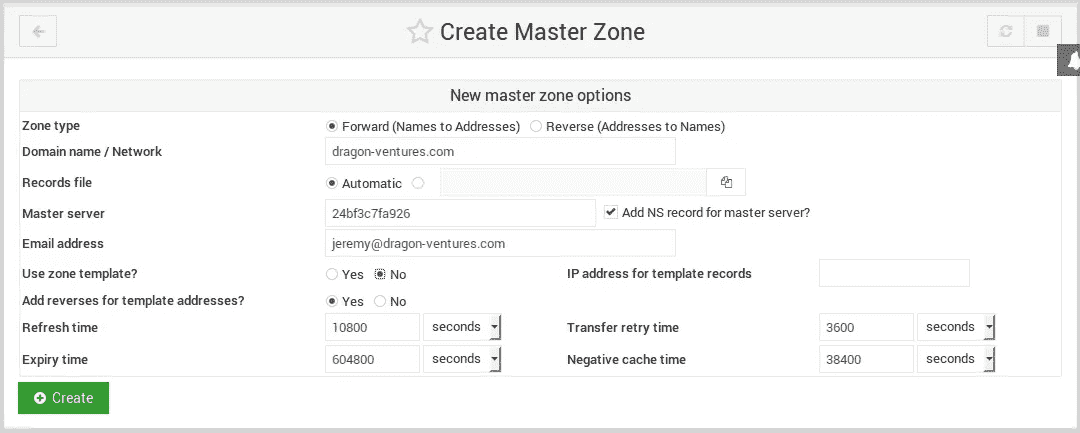 Create Master Zone
New master zone options
Zone type Forward (Names to Addresses) Reverse (Addresses to Names)
Domain name / Network dragon-ventures.com
Records file Automatic
Master server 24bf3c7fa926 Add NS record for master server?
Email address jeremy@dragon-ventures.com
Use zone template? Yes No IP address for template records
Add reverses for template addresses? Yes No
Refresh time 10800 seconds Transfer retry time 3600 seconds
Expiry time 604800 seconds Negative cache time 38400 seconds
Create